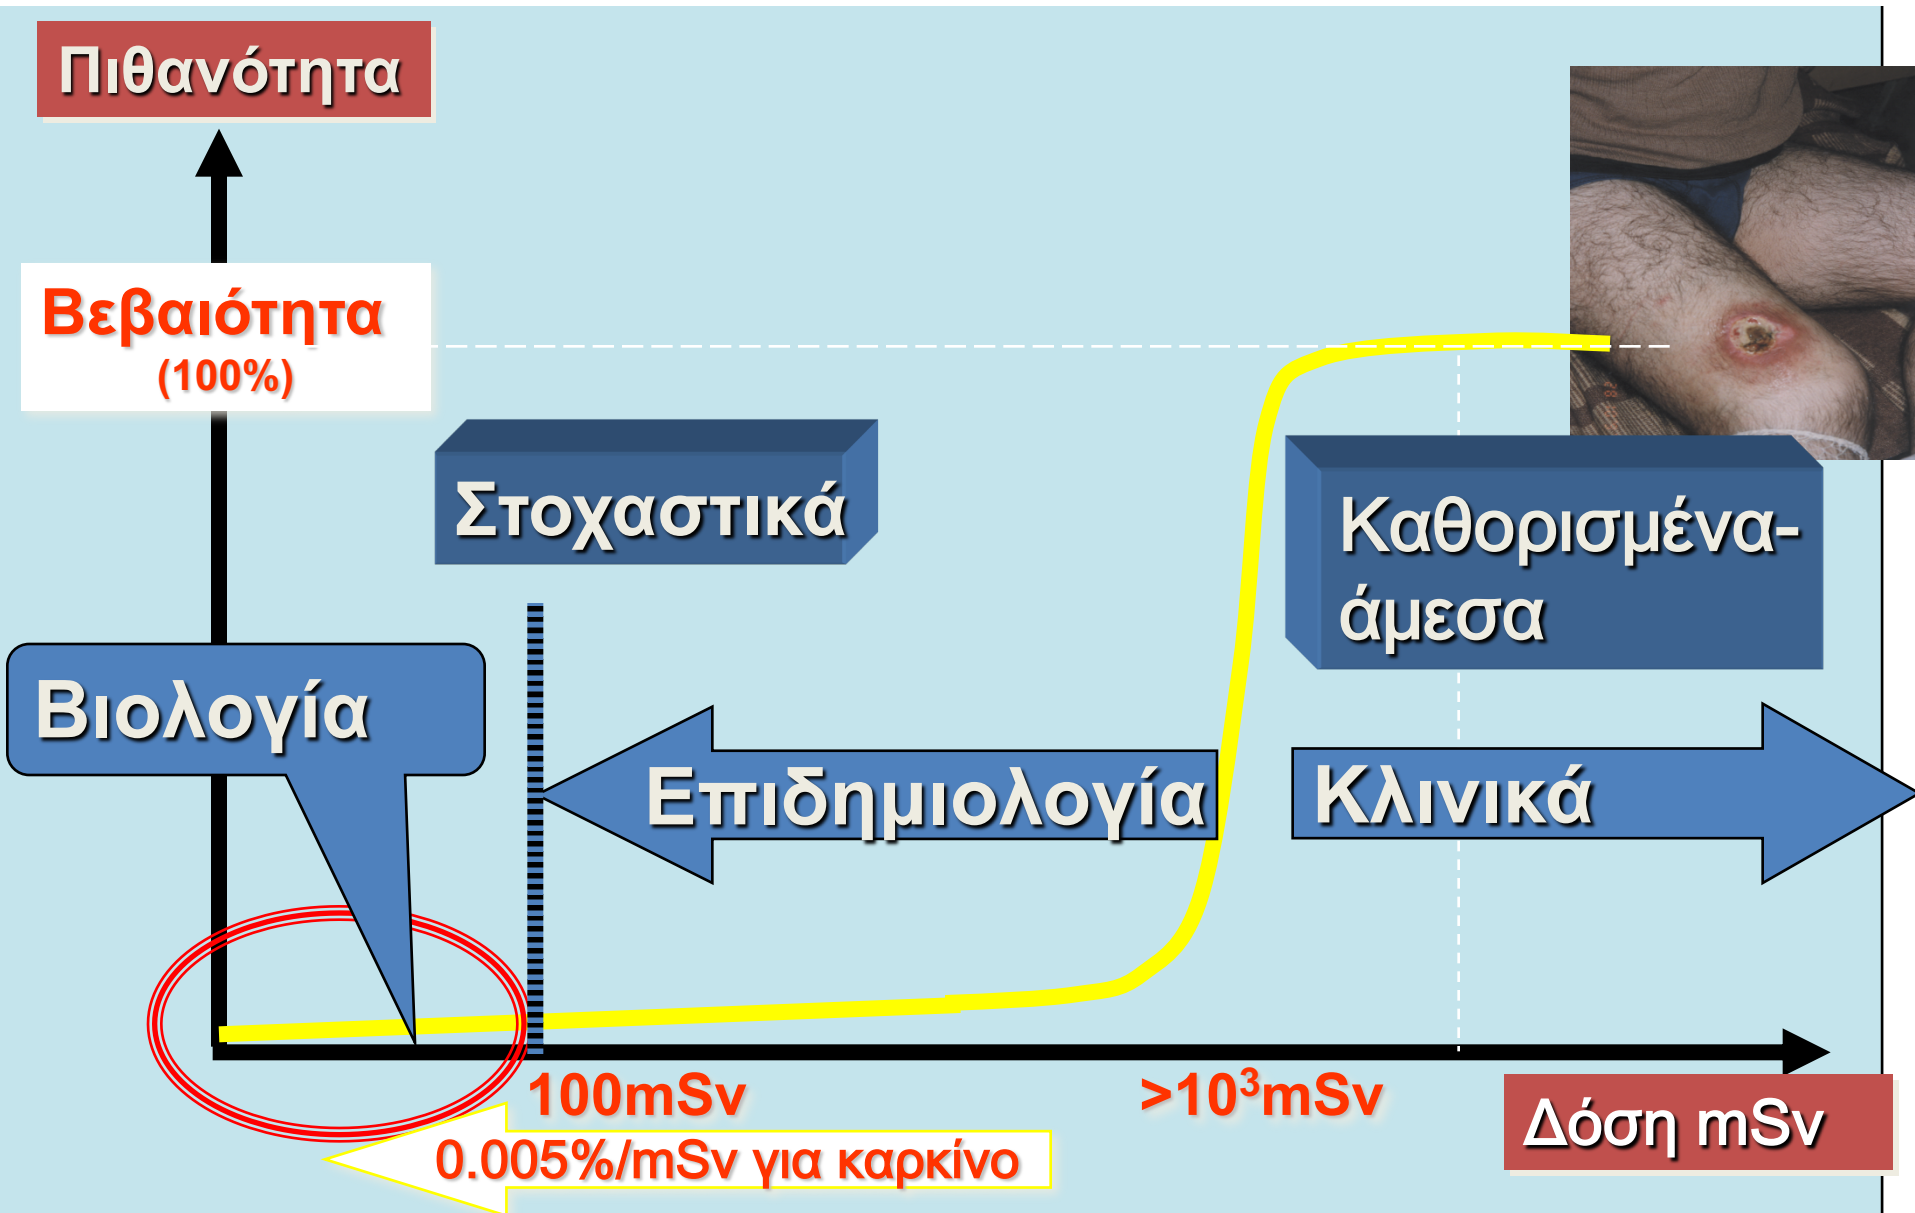 Πιθανότητα
Βεβαιότητα
(100%)
Στοχαστικά
Καθορισμένα-
άμεσα
Βιολογία
Επιδημιολογία
Κλινικά
100mSv
>10³mSv
Δόση mSv
0.005%/mSv για καρκίνο